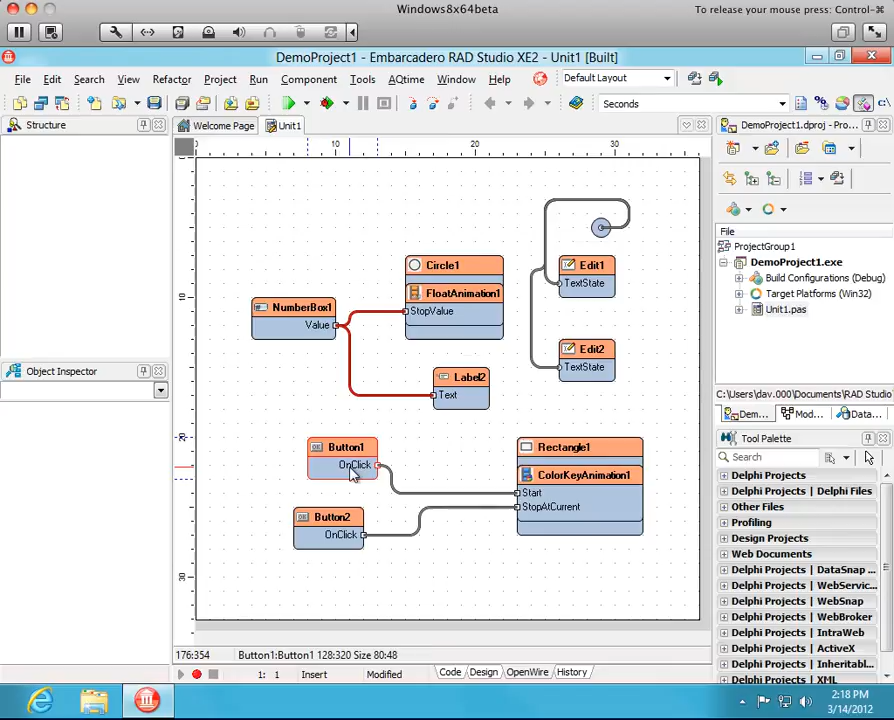 Windows8x64beta
To release your mouse press: Control-⌘
DemoProject1 - Embarcadero RAD Studio XE2 - Unit1 [Built]
File Edit Search View Refactor Project Run Component Tools AQtime Window Help
Default Layout
Seconds
Structure
Welcome Page
Unit1
DemoProject1.dproj - Pro...
0 10 20 30
10
20
30
Circle1
FloatAnimation1
StopValue
NumberBox1
Value
Label2
Text
Edit1
TextState
Edit2
TextState
Button1
OnClick
Button2
OnClick
Rectangle1
ColorKeyAnimation1
Start
StopAtCurrent
Object Inspector
File
ProjectGroup1
DemoProject1.exe
Build Configurations (Debug)
Target Platforms (Win32)
Unit1.pas
C:\Users\dav.000\Documents\RAD Studio
Dem... Mod... Data...
Tool Palette
Search
Delphi Projects
Delphi Projects | Delphi Files
Other Files
Profiling
Design Projects
Web Documents
Delphi Projects | DataSnap ...
Delphi Projects | WebServic...
Delphi Projects | WebSnap
Delphi Projects | WebBroker
Delphi Projects | IntraWeb
Delphi Projects | ActiveX
Delphi Projects | Inheritabl...
Delphi Projects | XML
176:354 Button1:Button1 128:320 Size 80:48
1: 1 Insert Modified
Code Design OpenWire History
2:18 PM
3/14/2012